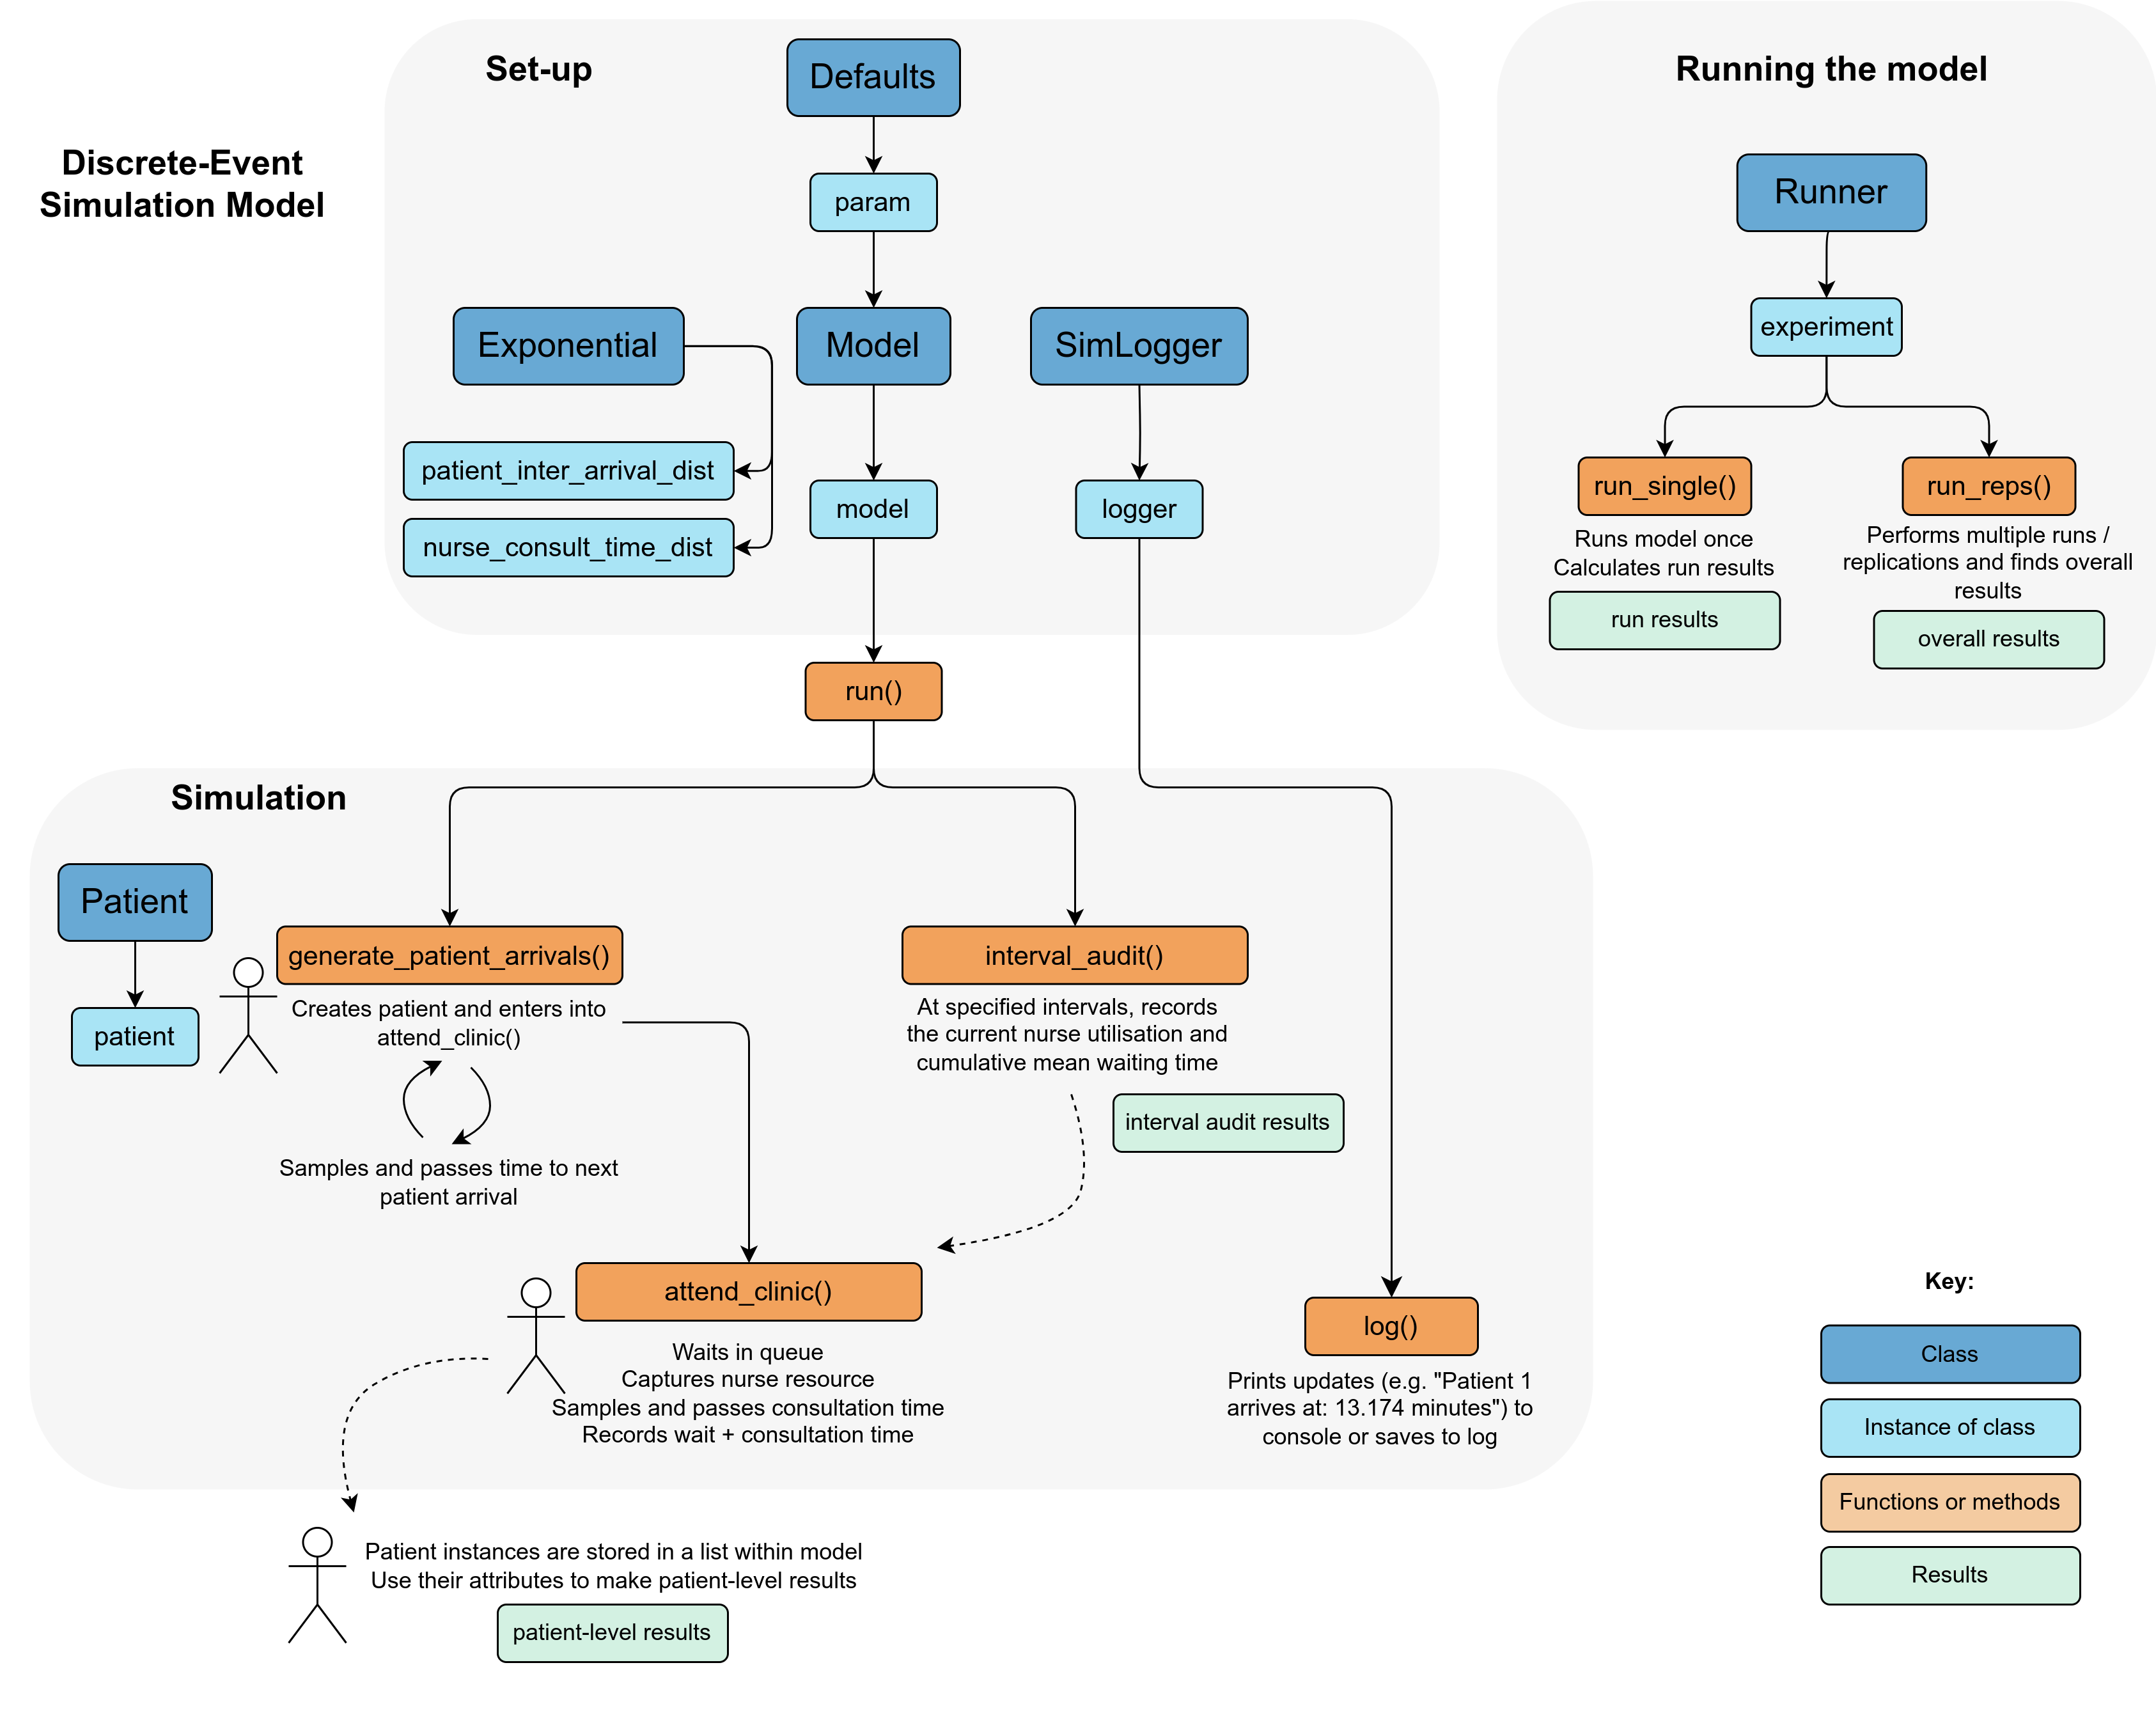 Discrete-Event
Simulation Model
Set-up
Defaults
param
Exponential
Model
SimLogger
patient_inter_arrival_dist
nurse_consult_time_dist
model
logger
run()
Running the model
Runner
experiment
run_single()
Runs model once
Calculates run results
run results
run_reps()
Performs multiple runs /
replications and finds overall
results
overall results
Simulation
Patient
patient
generate_patient_arrivals()
Creates patient and enters into
attend_clinic()
Samples and passes time to next
patient arrival
interval_audit()
At specified intervals, records
the current nurse utilisation and
cumulative mean waiting time
interval audit results
attend_clinic()
Waits in queue
Captures nurse resource
Samples and passes consultation time
Records wait + consultation time
log()
Prints updates (e.g. "Patient 1
arrives at: 13.174 minutes") to
console or saves to log
Patient instances are stored in a list within model
Use their attributes to make patient-level results
patient-level results
Key:
Class
Instance of class
Functions or methods
Results